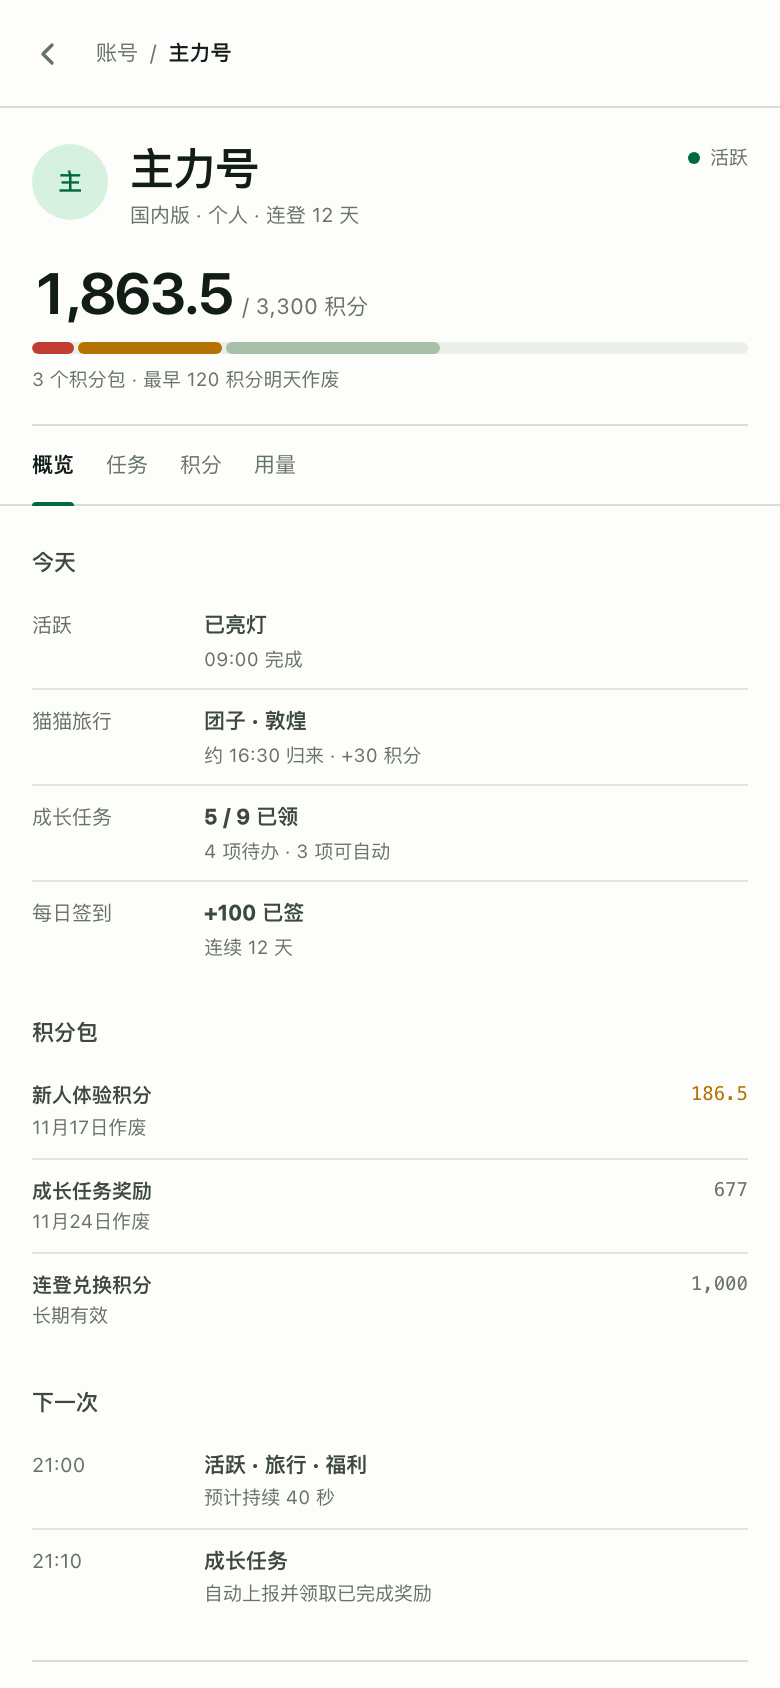 账号 / 主力号
主
主力号
活跃
国内版 · 个人 · 连登 12 天
1,863.5 / 3,300 积分
3 个积分包 · 最早 120 积分明天作废
概览 任务 积分 用量
今天
活跃 已亮灯
09:00 完成
猫猫旅行 团子 · 敦煌
约 16:30 归来 · +30 积分
成长任务 5 / 9 已领
4 项待办 · 3 项可自动
每日签到 +100 已签
连续 12 天
积分包
新人体验积分 186.5
11月17日作废
成长任务奖励 677
11月24日作废
连登兑换积分 1,000
长期有效
下一次
21:00 活跃 · 旅行 · 福利
预计持续 40 秒
21:10 成长任务
自动上报并领取已完成奖励